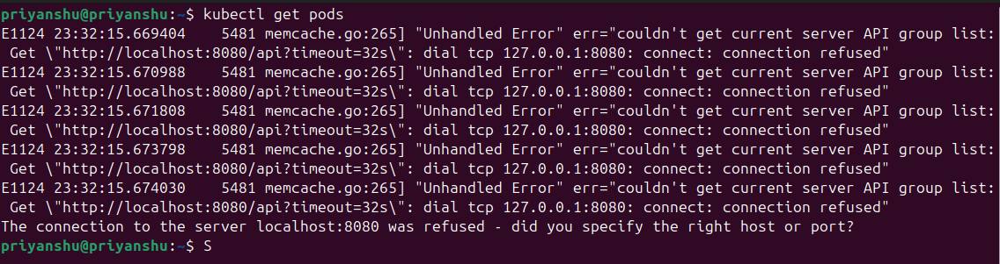 priyanshu@priyanshu:~$ kubectl get pods
E1124 23:32:15.669404    5481 memcache.go:265] "Unhandled Error" err="couldn't get current server API group list:
 Get \"http://localhost:8080/api?timeout=32s\": dial tcp 127.0.0.1:8080: connect: connection refused"
E1124 23:32:15.670988    5481 memcache.go:265] "Unhandled Error" err="couldn't get current server API group list:
 Get \"http://localhost:8080/api?timeout=32s\": dial tcp 127.0.0.1:8080: connect: connection refused"
E1124 23:32:15.671808    5481 memcache.go:265] "Unhandled Error" err="couldn't get current server API group list:
 Get \"http://localhost:8080/api?timeout=32s\": dial tcp 127.0.0.1:8080: connect: connection refused"
E1124 23:32:15.673798    5481 memcache.go:265] "Unhandled Error" err="couldn't get current server API group list:
 Get \"http://localhost:8080/api?timeout=32s\": dial tcp 127.0.0.1:8080: connect: connection refused"
E1124 23:32:15.674030    5481 memcache.go:265] "Unhandled Error" err="couldn't get current server API group list:
 Get \"http://localhost:8080/api?timeout=32s\": dial tcp 127.0.0.1:8080: connect: connection refused"
The connection to the server localhost:8080 was refused - did you specify the right host or port?
priyanshu@priyanshu:~$ S